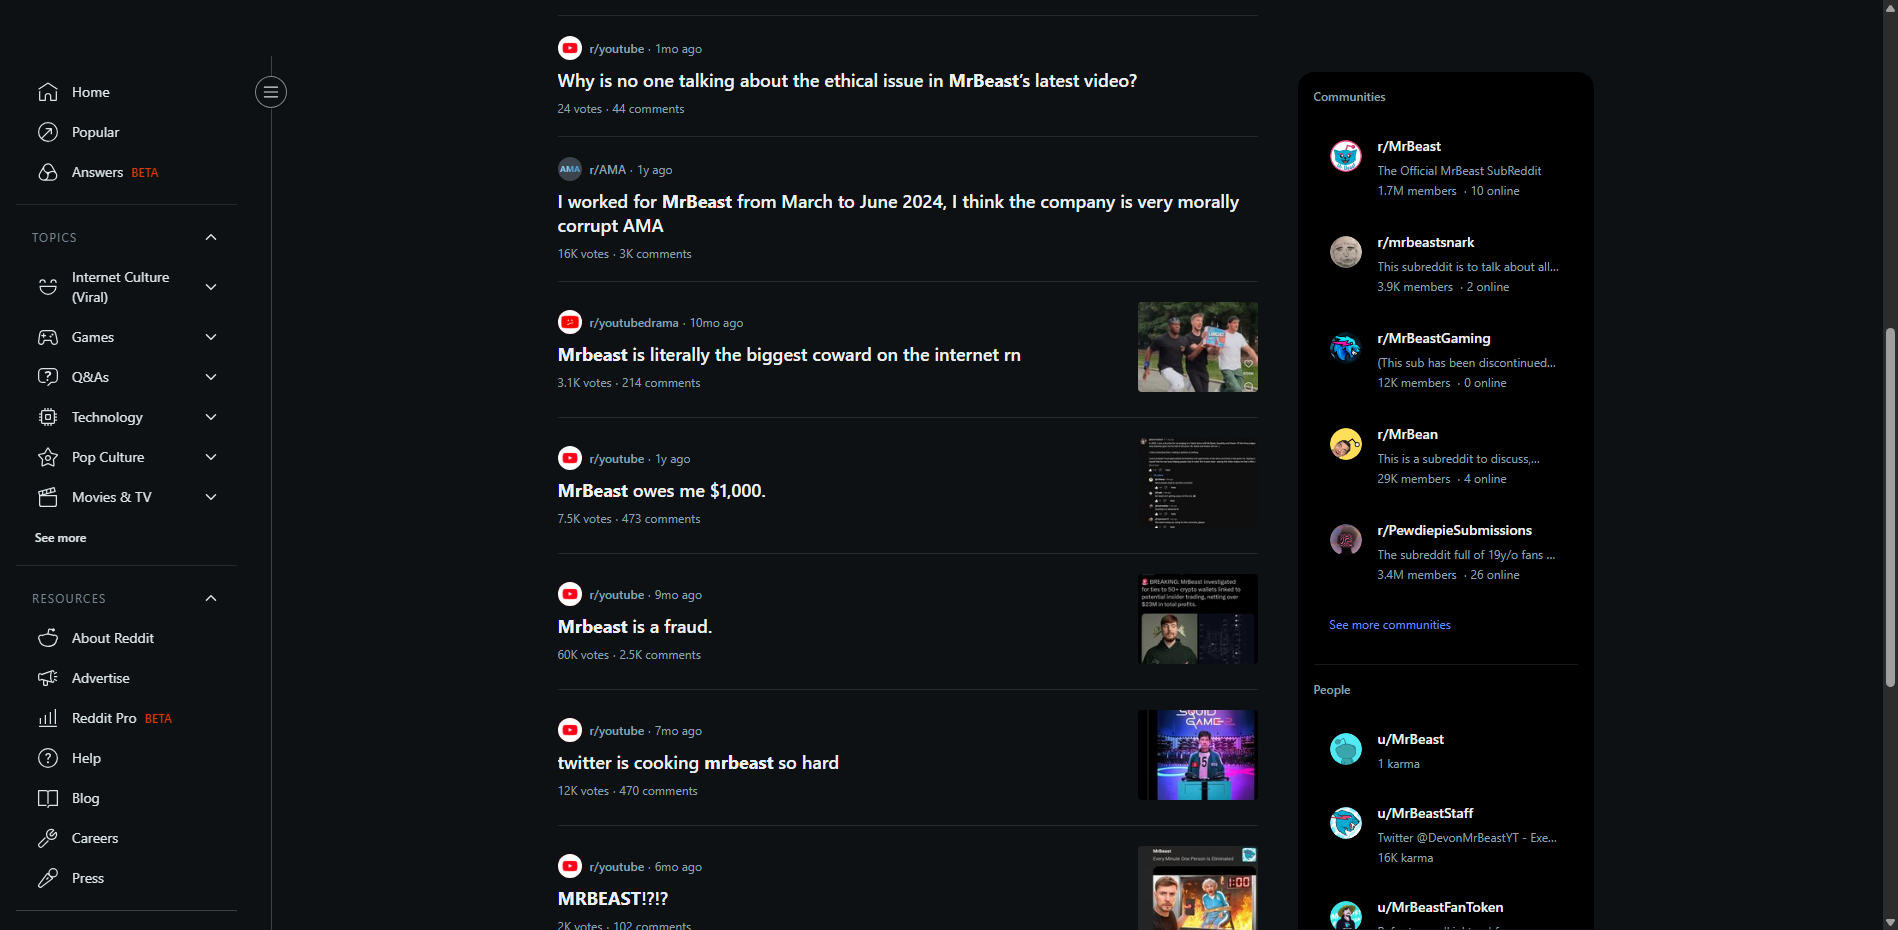 Home
Popular
Answers BETA
TOPICS
Internet Culture
(Viral)
Games
Q&As
Technology
Pop Culture
Movies & TV
See more
RESOURCES
About Reddit
Advertise
Reddit Pro BETA
Help
Blog
Careers
Press
r/youtube · 1mo ago
Why is no one talking about the ethical issue in MrBeast's latest video?
24 votes · 44 comments
AMA
r/AMA · 1y ago
I worked for MrBeast from March to June 2024, I think the company is very morally
corrupt AMA
16K votes · 3K comments
r/youtubedrama · 10mo ago
Mrbeast is literally the biggest coward on the internet rn
3.1K votes · 214 comments
r/youtube · 1y ago
MrBeast owes me $1,000.
7.5K votes · 473 comments
r/youtube · 9mo ago
Mrbeast is a fraud.
60K votes · 2.5K comments
BREAKING: MrBeast investigated
for ties to 50+ crypto wallets linked to
potential insider trading, netting over
$23M in total profits.
r/youtube · 7mo ago
twitter is cooking mrbeast so hard
12K votes · 470 comments
SQUID
GAME 2
r/youtube · 6mo ago
MRBEAST!?!?
2K votes · 102 comments
MrBeast
Every Minute One Person Is Eliminated
1:00
Communities
r/MrBeast
The Official MrBeast SubReddit
1.7M members · 10 online
r/mrbeastsnark
This subreddit is to talk about all...
3.9K members · 2 online
r/MrBeastGaming
(This sub has been discontinued...
12K members · 0 online
r/MrBean
This is a subreddit to discuss,...
29K members · 4 online
r/PewdiepieSubmissions
The subreddit full of 19y/o fans ...
3.4M members · 26 online
See more communities
People
u/MrBeast
1 karma
u/MrBeastStaff
Twitter @DevonMrBeastYT - Exe...
16K karma
u/MrBeastFanToken